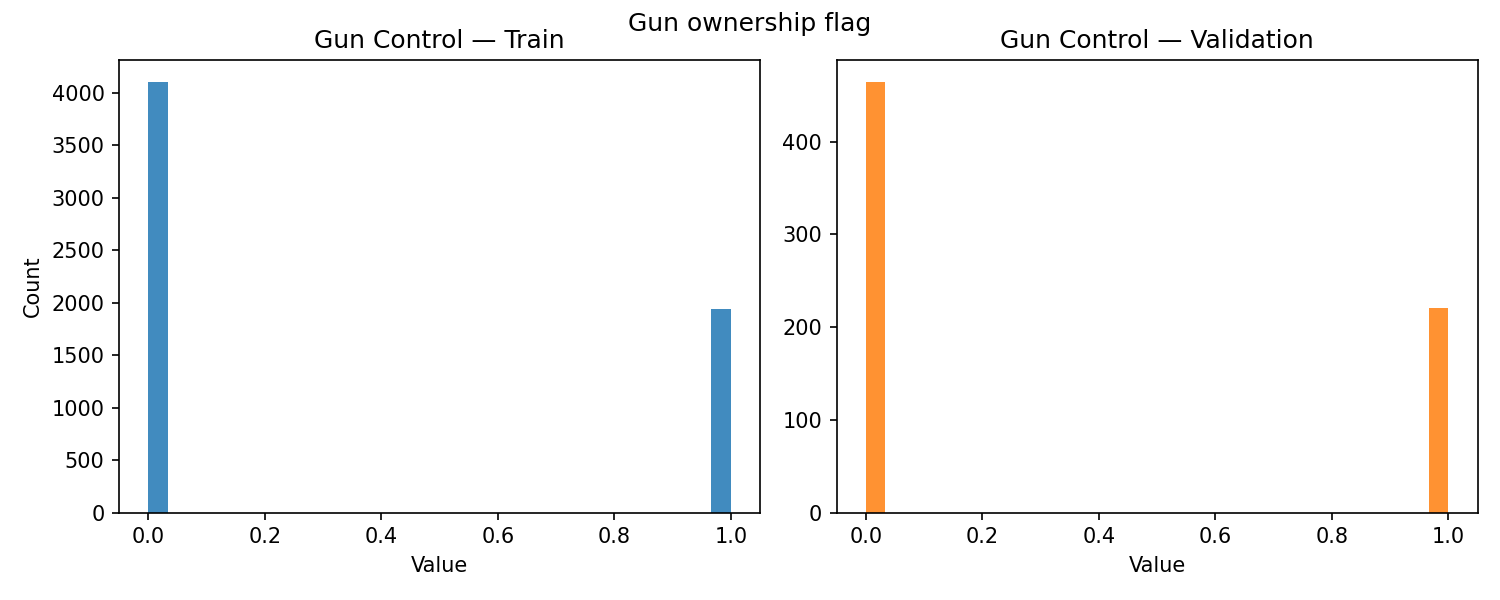 Gun ownership flag
Gun Control — Train
Count
4000
3500
3000
2500
2000
1500
1000
500
0
0.0 0.2 0.4 0.6 0.8 1.0
Value
Gun Control — Validation
400
300
200
100
0
0.0 0.2 0.4 0.6 0.8 1.0
Value